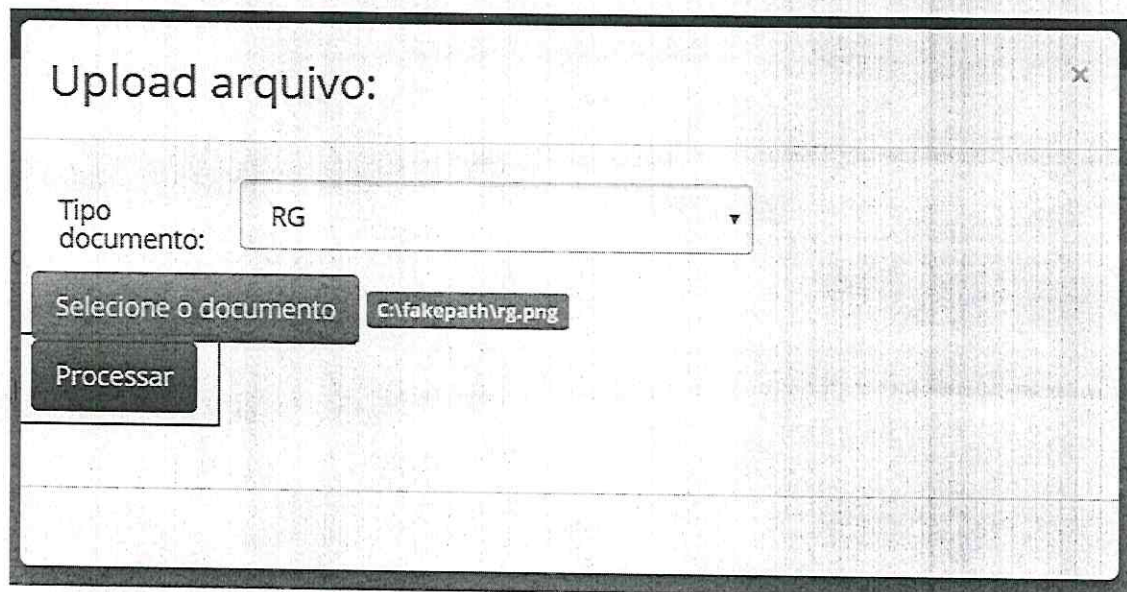 Upload arquivo:
×
Tipo
documento:
RG
Selecione o documento
C:\fakepath\rg.png
Processar